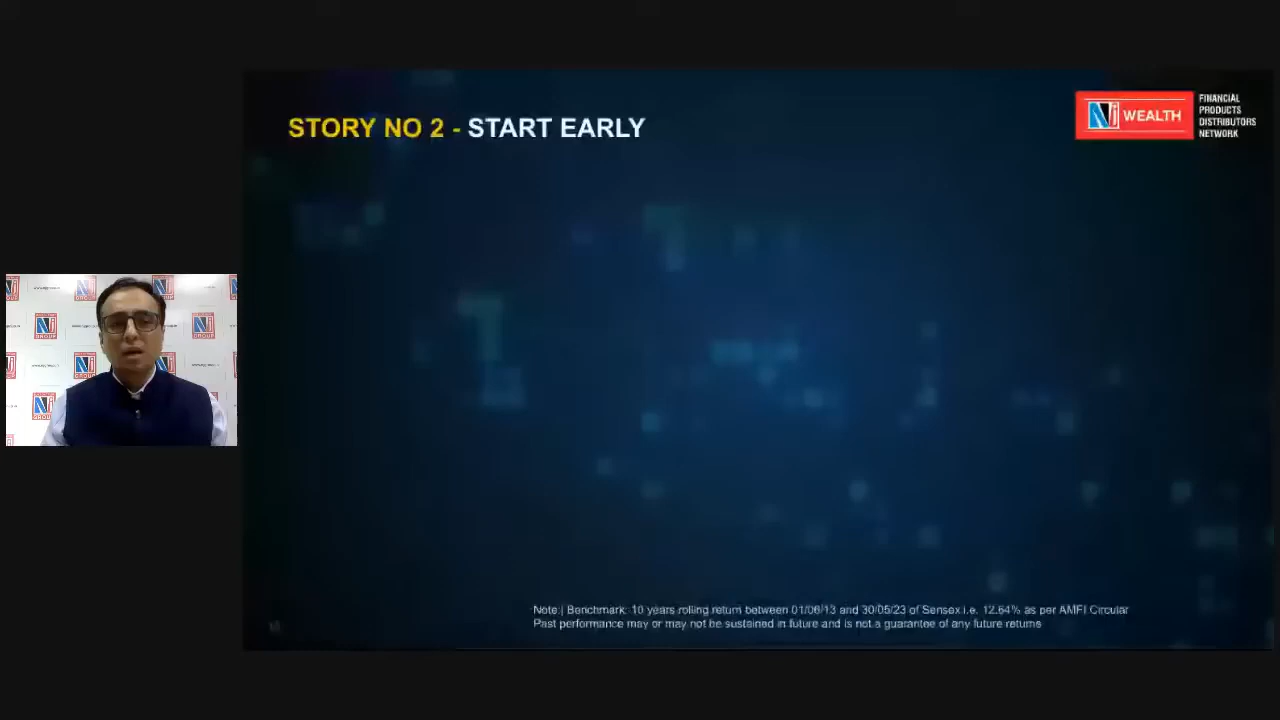 STORY NO 2 - START EARLY
NJ WEALTH
FINANCIAL
PRODUCTS
DISTRIBUTORS
NETWORK
Note:| Benchmark: 10 years rolling return between 01/06/13 and 30/05/23 of Sensex i.e. 12.64% as per AMFI Circular
Past performance may or may not be sustained in future and is not a guarantee of any future returns